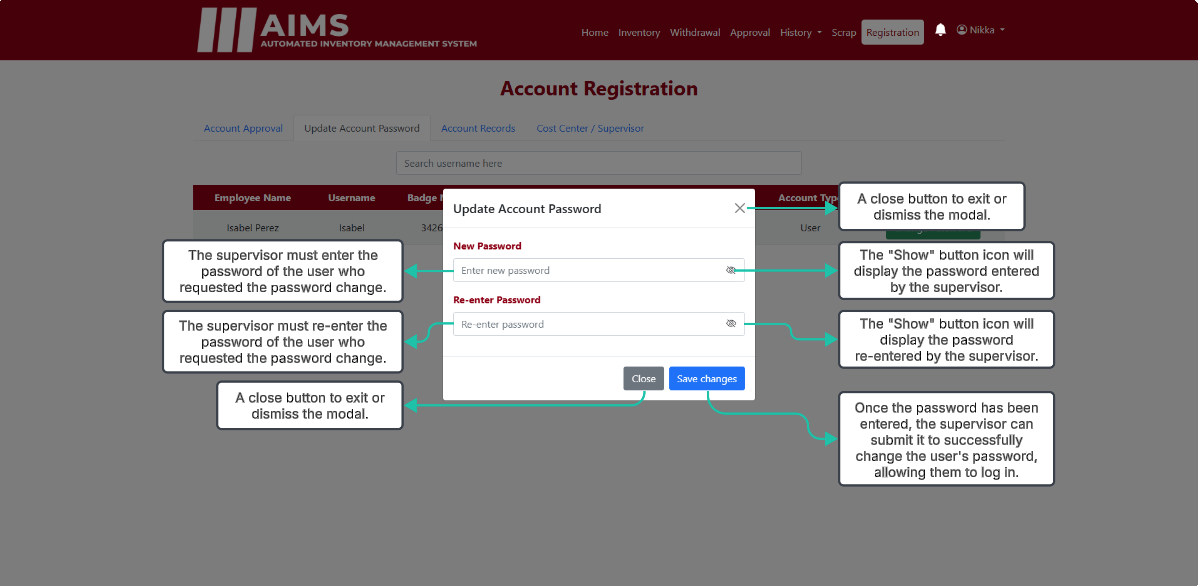 AIMS
AUTOMATED INVENTORY MANAGEMENT SYSTEM
Home Inventory Withdrawal Approval History Scrap Registration Nikka
Account Registration
Account Approval Update Account Password Account Records Cost Center / Supervisor
Search username here
Employee Name Username Badge Account
Isabel Perez Isabel 3426 User
Update Account Password
A close button to exit or
dismiss the modal.
New Password
Enter new password
The supervisor must enter the
password of the user who
requested the password change.
The "Show" button icon will
display the password entered
by the supervisor.
Re-enter Password
Re-enter password
The supervisor must re-enter the
password of the user who
requested the password change.
The "Show" button icon will
display the password
re-entered by the supervisor.
Close Save changes
A close button to exit or
dismiss the modal.
Once the password has been
entered, the supervisor can
submit it to successfully
change the user's password,
allowing them to log in.